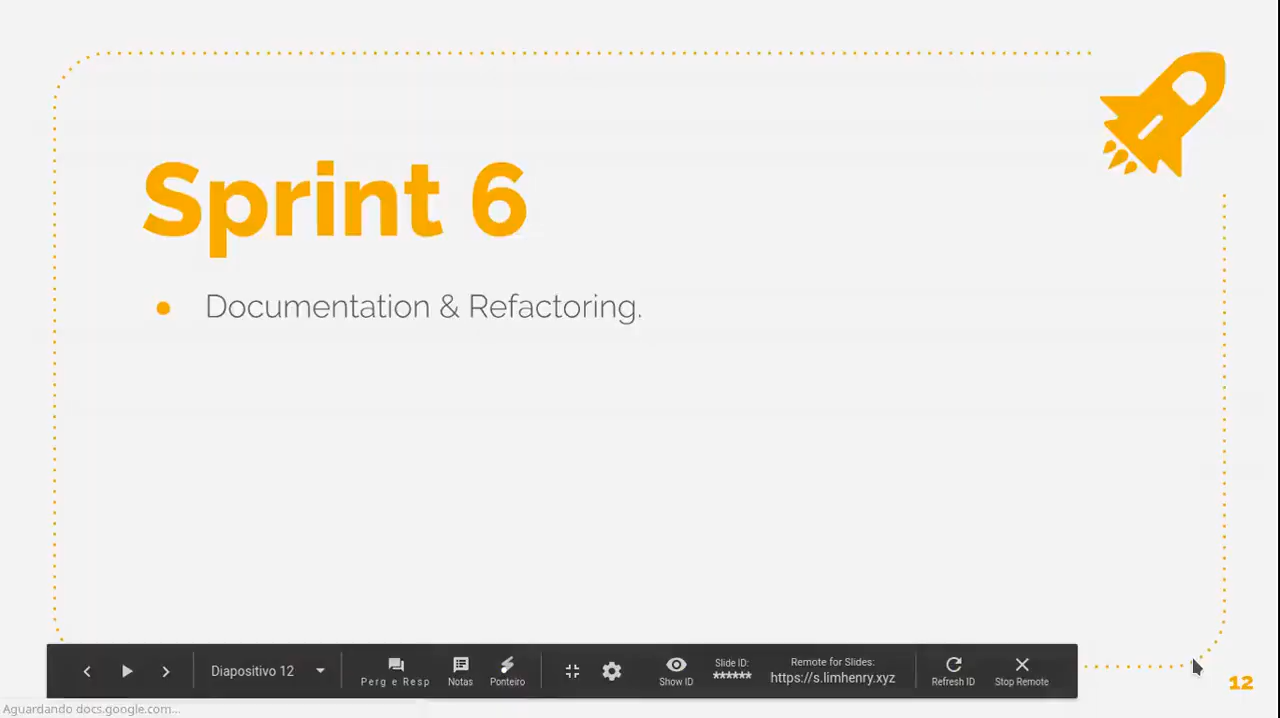 Sprint 6
● Documentation & Refactoring.
Diapositivo 12
Perg e Resp
Notas
Ponteiro
Show ID
Slide ID:
******
Remote for Slides:
https://s.limhenry.xyz
Refresh ID
Stop Remote
12
Aguardando docs.google.com...